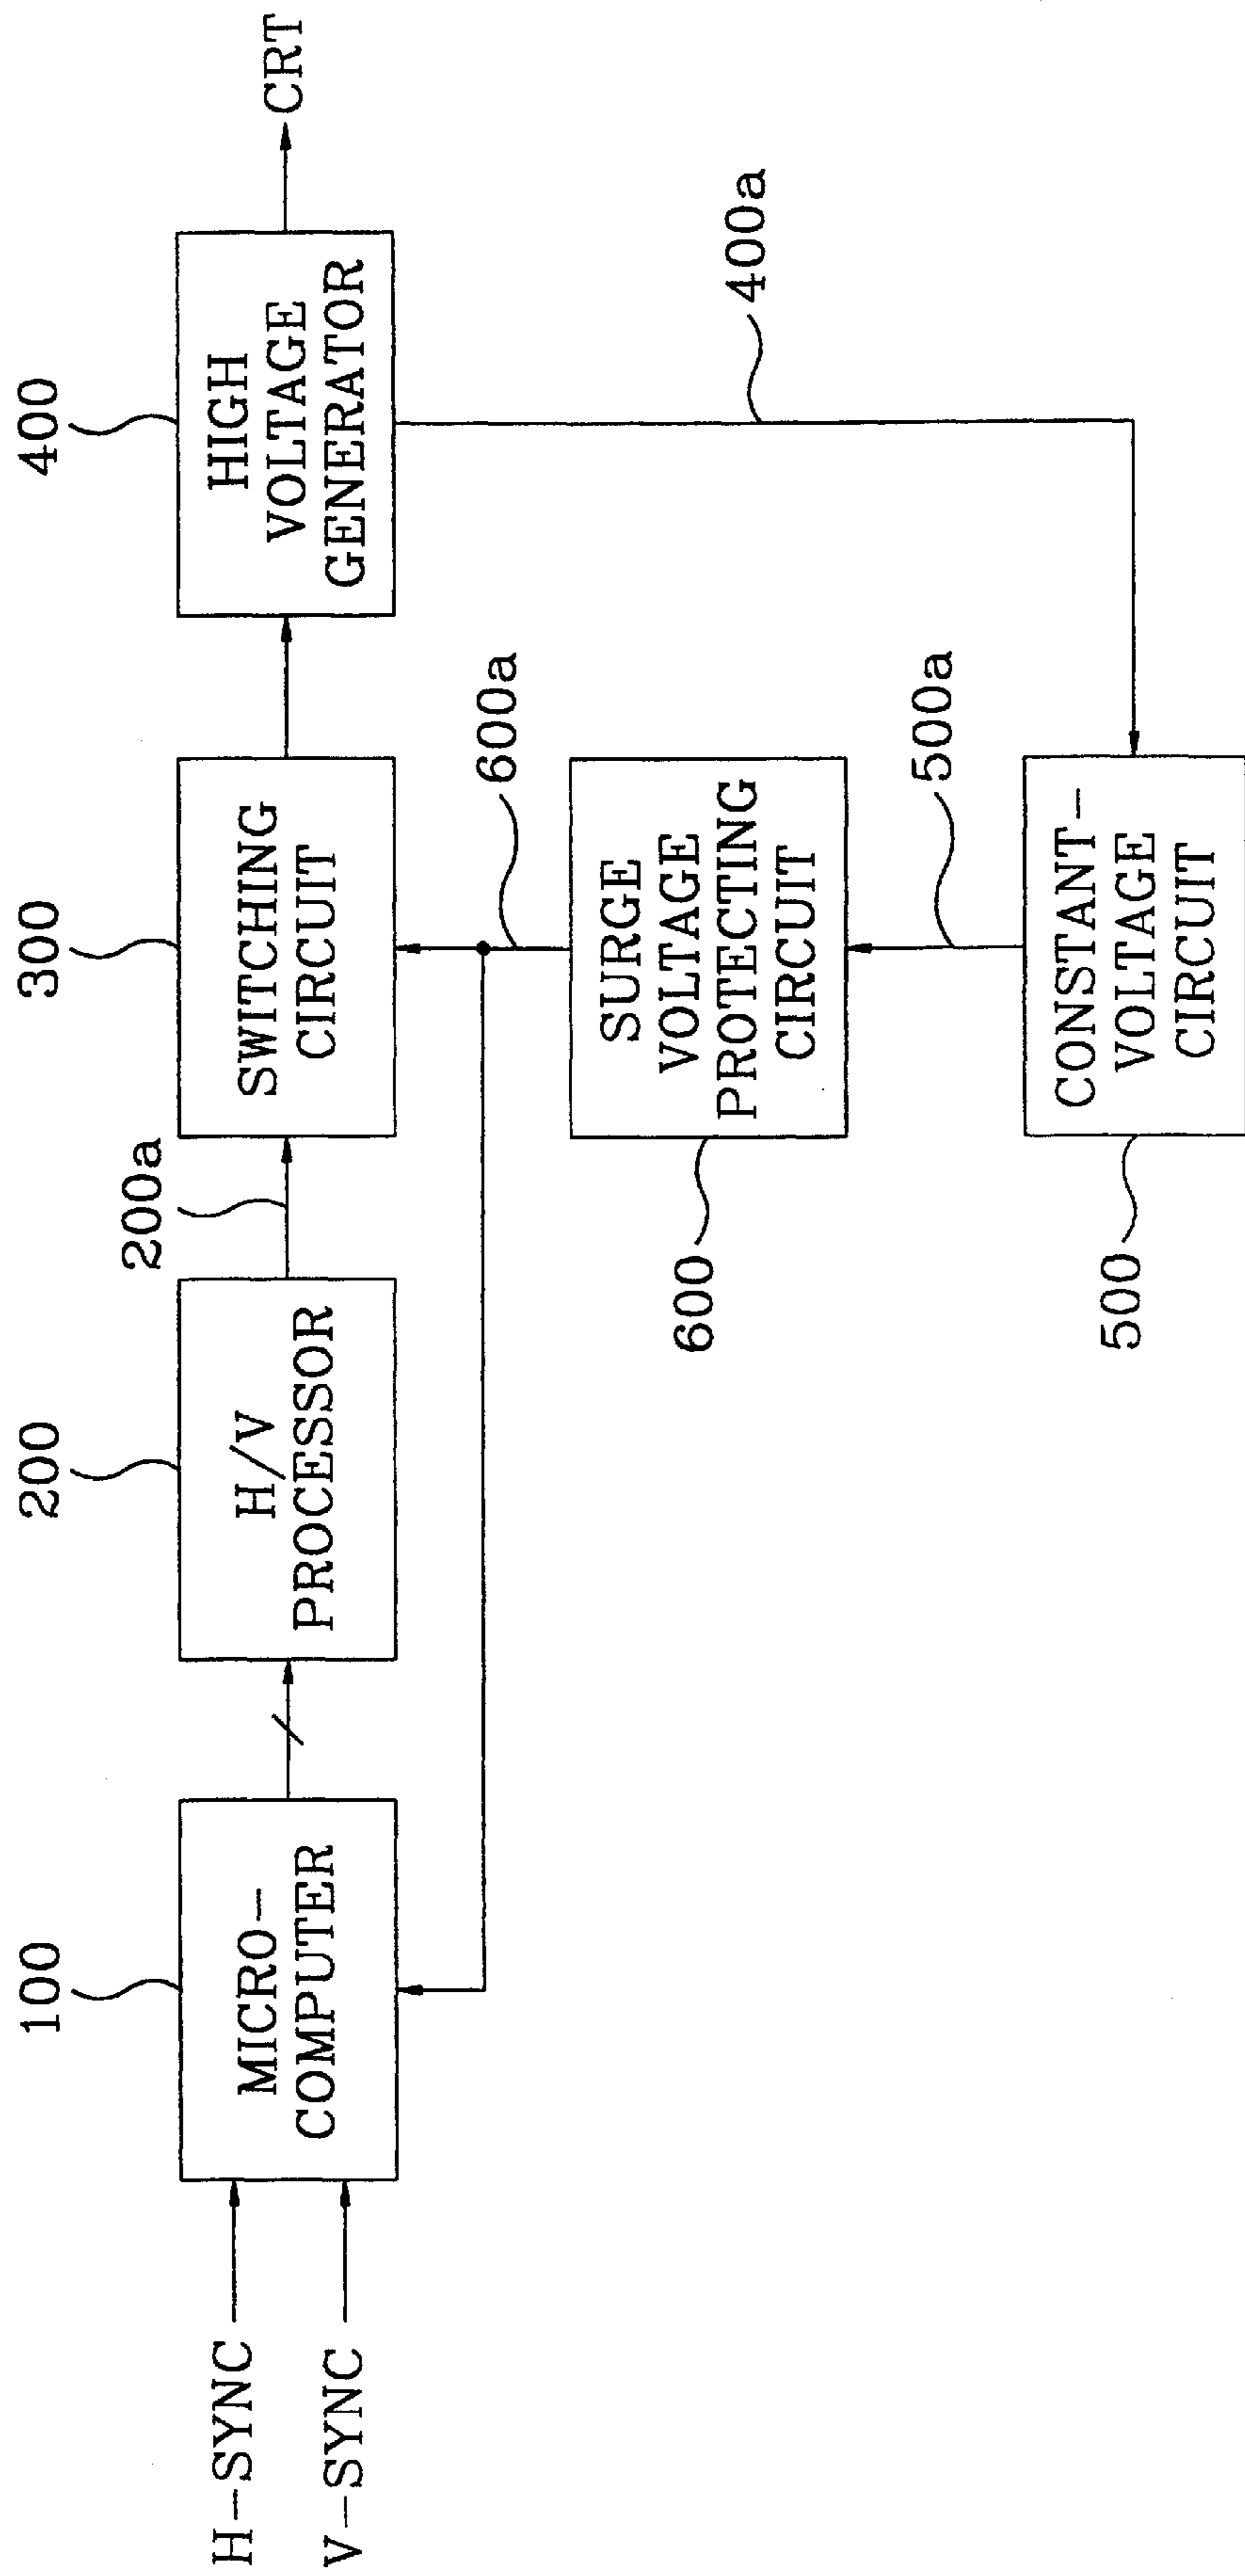 100
200
300
400
H-SYNC
V-SYNC
MICRO-
COMPUTER
H/V
PROCESSOR
200a
SWITCHING
CIRCUIT
HIGH
VOLTAGE
GENERATOR
CRT
600a
400a
600
SURGE
VOLTAGE
PROTECTING
CIRCUIT
500a
500
CONSTANT-
VOLTAGE
CIRCUIT